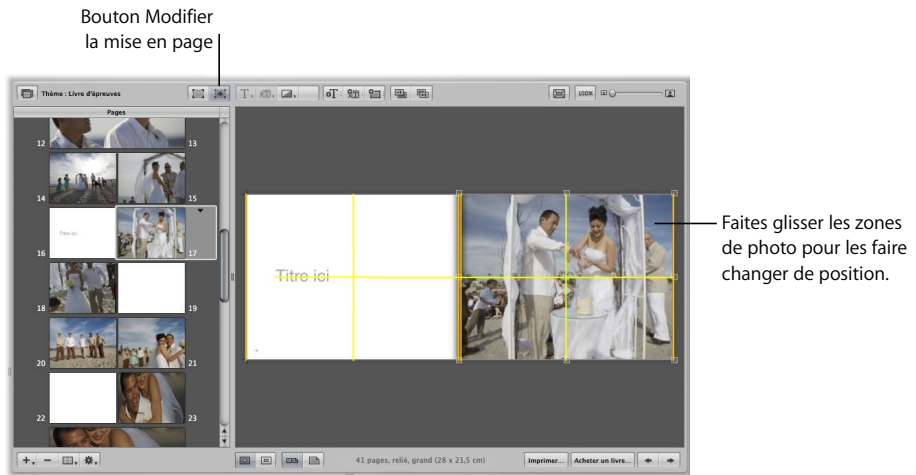 Bouton Modifier
la mise en page
Thème : Livre d'épreuves
100%
Pages
12 13
14 15
16 Titre ici 17
18 19
20 21
22 23
Titre ici
Faites glisser les zones
de photo pour les faire
changer de position.
41 pages, relié, grand (28 x 21,5 cm)
Imprimer... Acheter un livre...